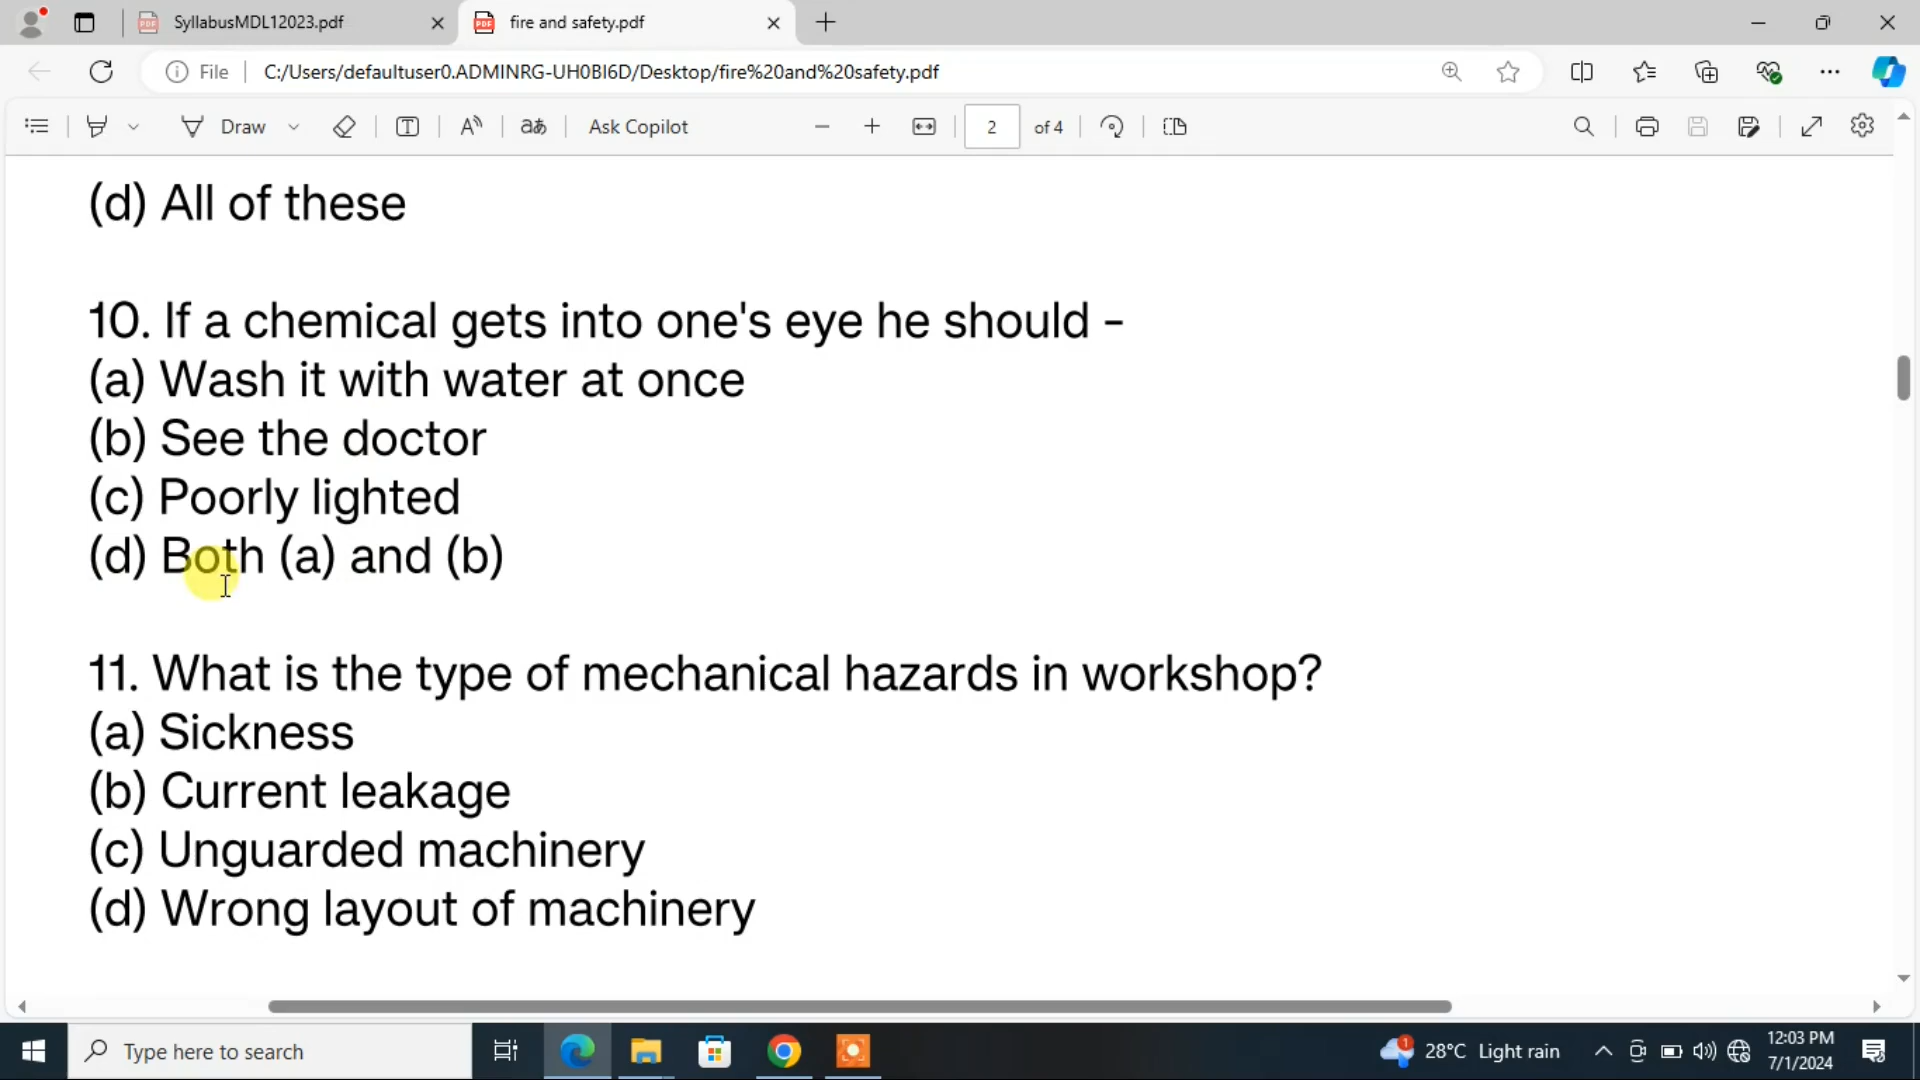 SyllabusMDL12023.pdf
fire and safety.pdf
File
C:/Users/defaultuser0.ADMINRG-UH0BI6D/Desktop/fire%20and%20safety.pdf
Draw
aあ
Ask Copilot
2 of 4
(d) All of these
10. If a chemical gets into one's eye he should -
(a) Wash it with water at once
(b) See the doctor
(c) Poorly lighted
(d) Both (a) and (b)
11. What is the type of mechanical hazards in workshop?
(a) Sickness
(b) Current leakage
(c) Unguarded machinery
(d) Wrong layout of machinery
Type here to search
1
28°C Light rain
12:03 PM
7/1/2024